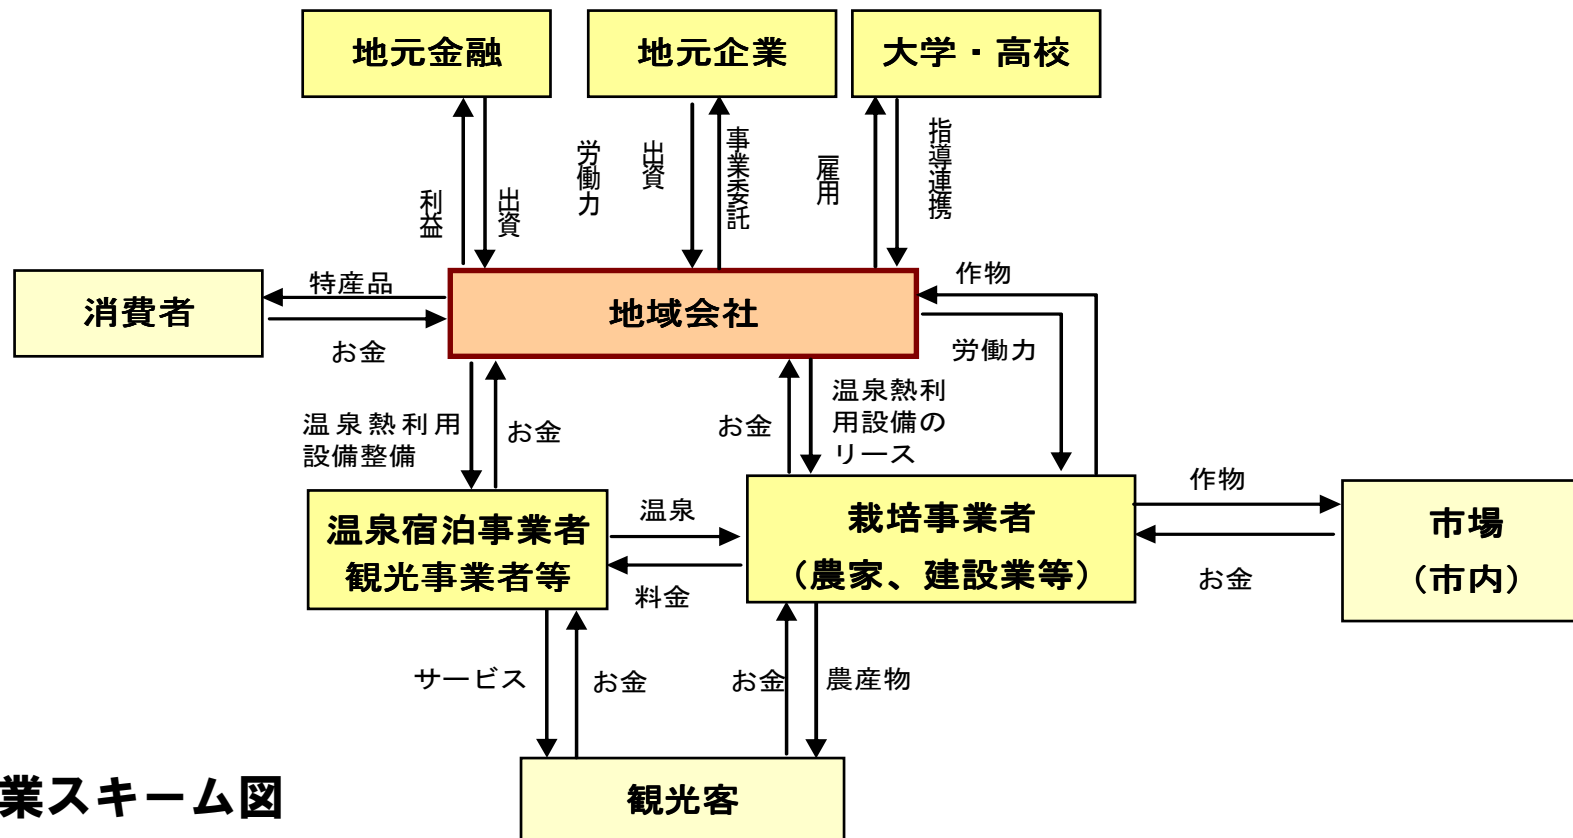 地元金融
地元企業
大学・高校
利益
出資
労働力
出資
事業委託
雇用
指導連携
消費者
特産品
お金
地域会社
作物
労働力
温泉熱利用
設備整備
お金
お金
温泉熱利
用設備の
リース
温泉宿泊事業者
観光事業者等
温泉
料金
栽培事業者
（農家、建設業等）
作物
お金
市場
（市内）
サービス
お金
お金
農産物
観光客
業スキーム図